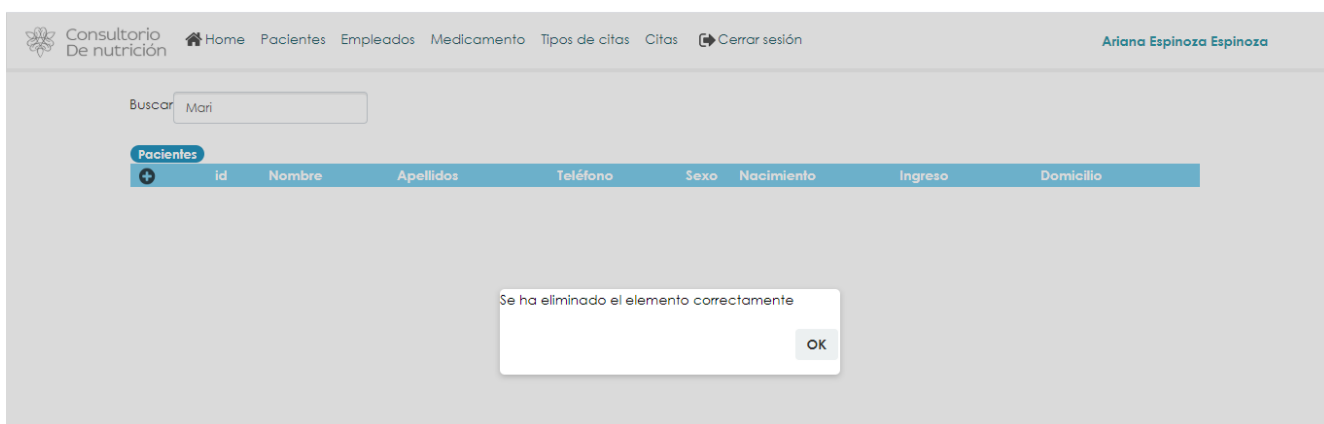 Consultorio
De nutrición
Home Pacientes Empleados Medicamento Tipos de citas Citas Cerrar sesión
Ariana Espinoza Espinoza
Buscar Mari
Pacientes
id Nombre Apellidos Teléfono Sexo Nacimiento Ingreso Domicilio
Se ha eliminado el elemento correctamente
OK